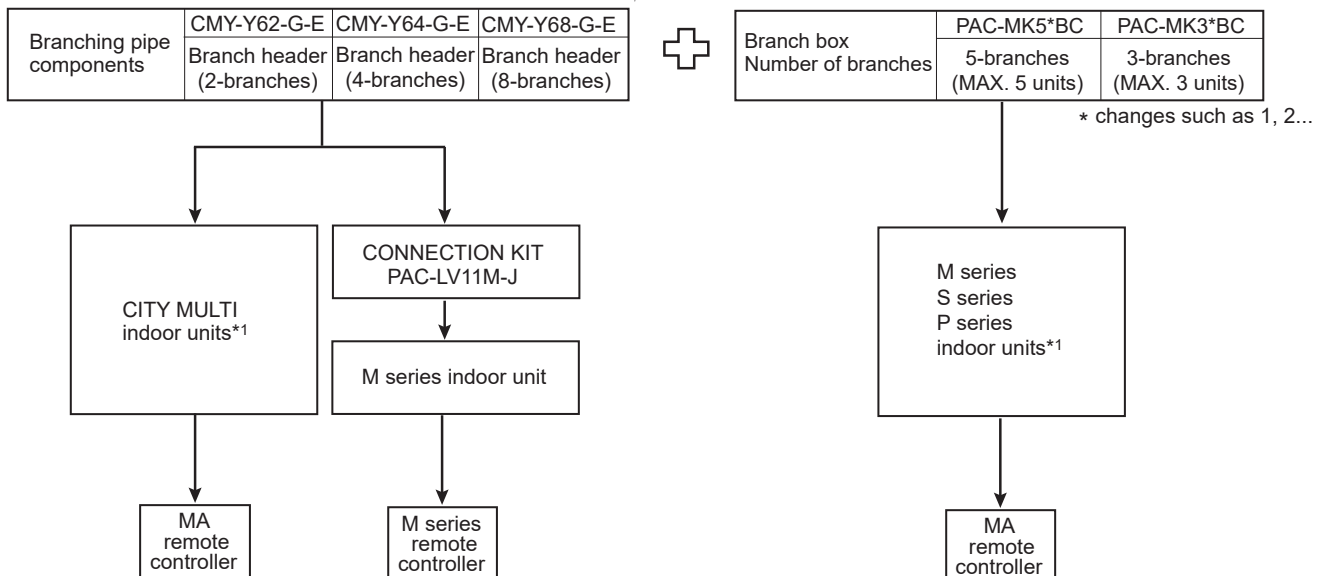 Branching pipe
components
CMY-Y62-G-E
Branch header
(2-branches)
CMY-Y64-G-E
Branch header
(4-branches)
CMY-Y68-G-E
Branch header
(8-branches)
Branch box
Number of branches
PAC-MK5*BC
5-branches
(MAX. 5 units)
PAC-MK3*BC
3-branches
(MAX. 3 units)
* changes such as 1, 2...
CITY MULTI
indoor units*1
CONNECTION KIT
PAC-LV11M-J
M series indoor unit
M series
S series
P series
indoor units*1
MA
remote
controller
M series
remote
controller
MA
remote
controller